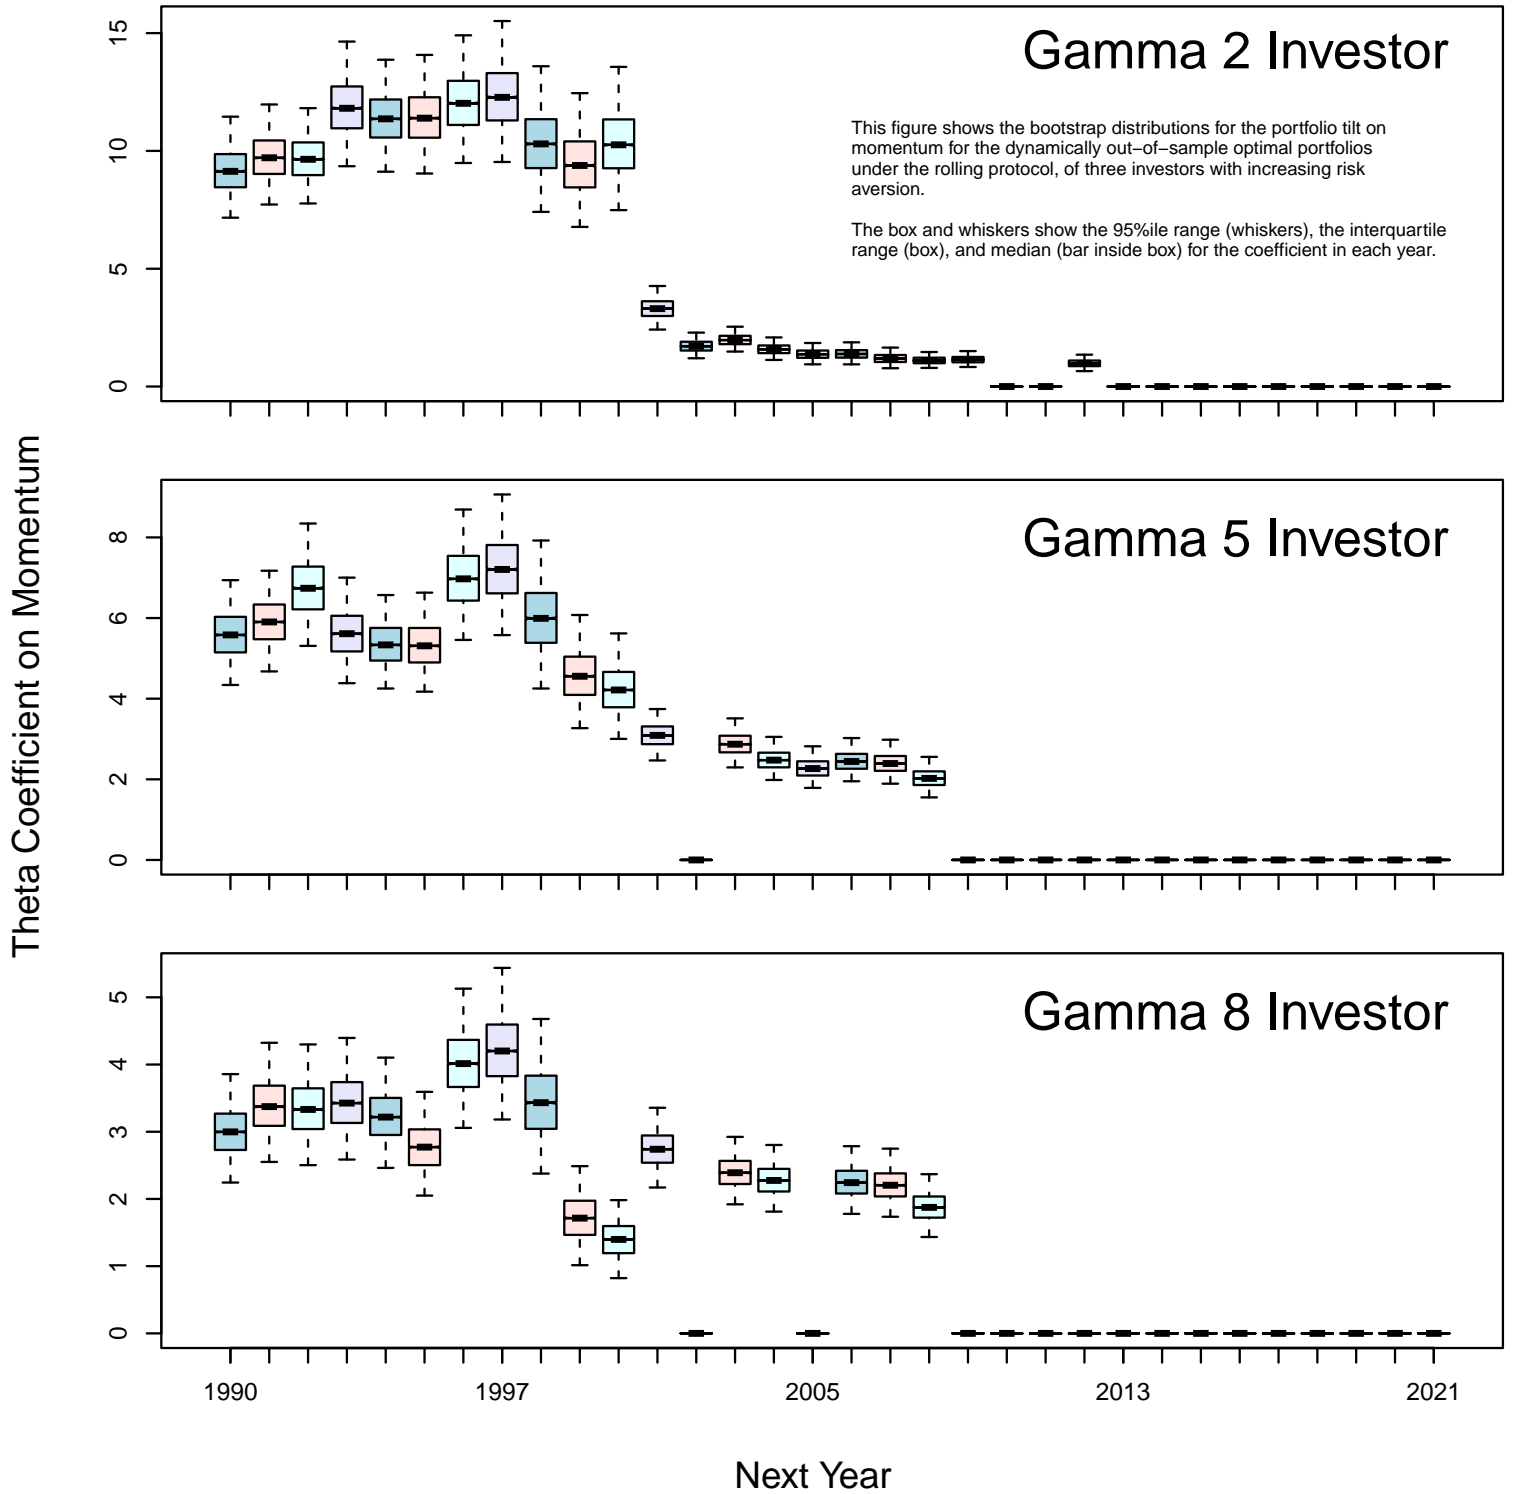 Theta Coefficient on Momentum
15
10
5
0
Gamma 2 Investor
This figure shows the bootstrap distributions for the portfolio tilt on
momentum for the dynamically out−of−sample optimal portfolios
under the rolling protocol, of three investors with increasing risk
aversion.
The box and whiskers show the 95%ile range (whiskers), the interquartile
range (box), and median (bar inside box) for the coefficient in each year.
8
6
4
2
0
Gamma 5 Investor
5
4
3
2
1
0
Gamma 8 Investor
1990 1997 2005 2013 2021
Next Year